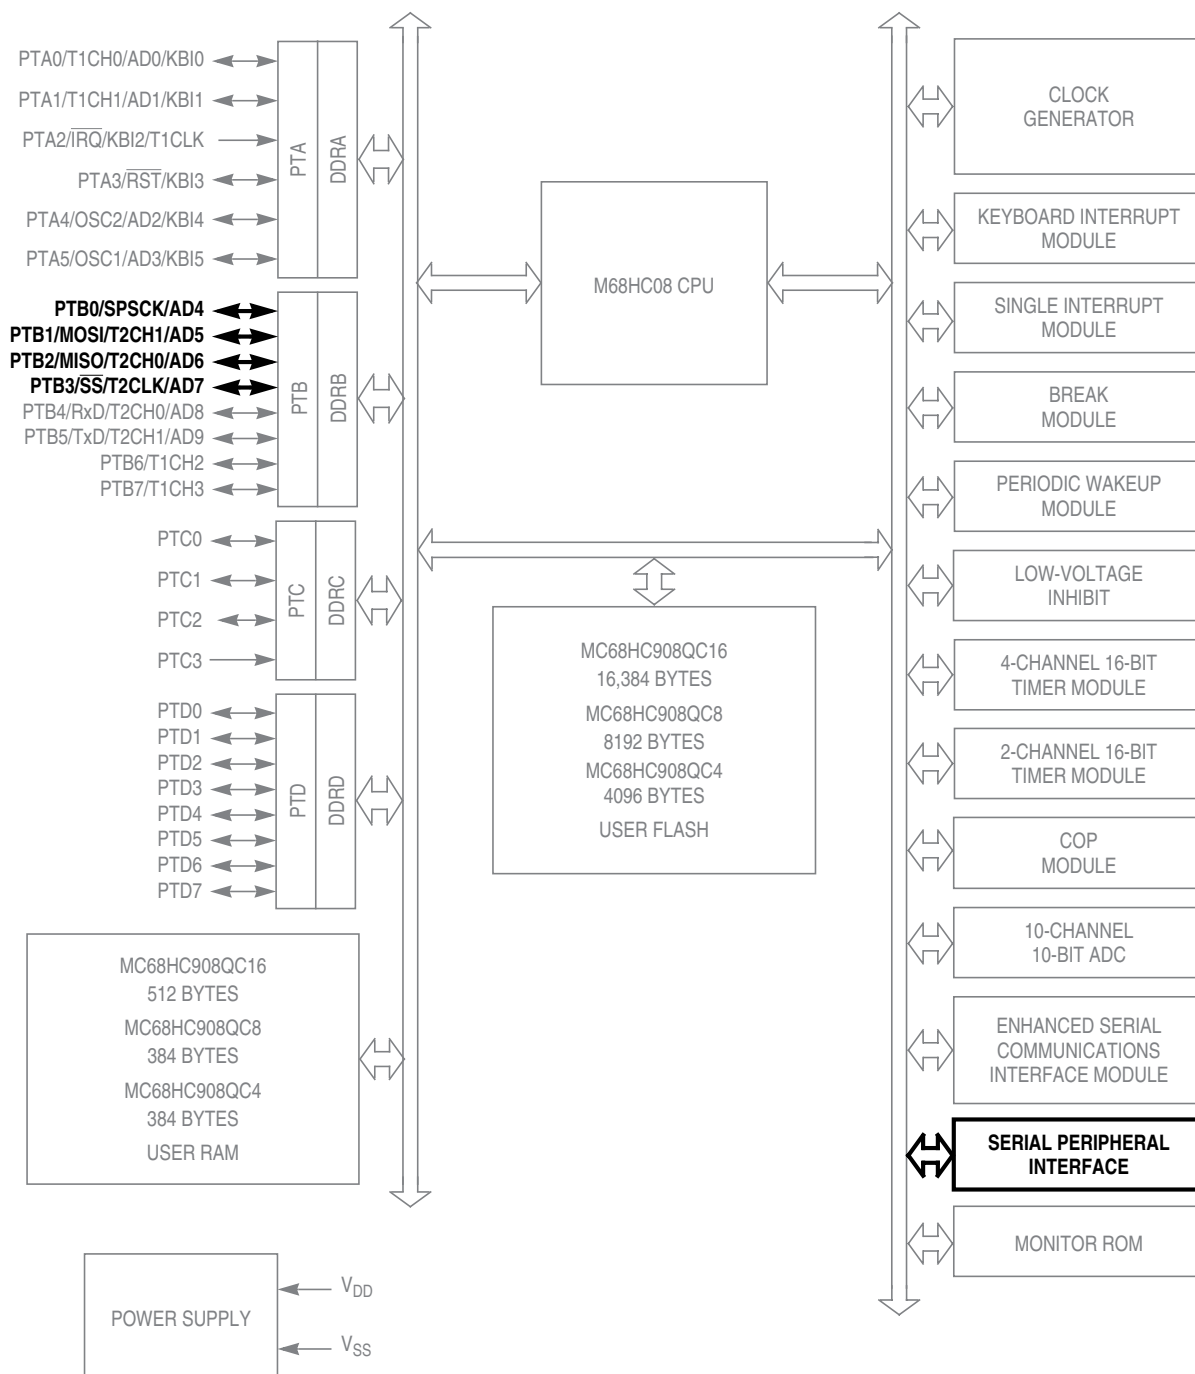 PTA0/T1CH0/AD0/KBI0
PTA1/T1CH1/AD1/KBI1
PTA2/I̅R̅Q̅/KBI2/T1CLK
PTA3/R̅S̅T̅/KBI3
PTA4/OSC2/AD2/KBI4
PTA5/OSC1/AD3/KBI5
PTA
DDRA
PTB0/SPSCK/AD4
PTB1/MOSI/T2CH1/AD5
PTB2/MISO/T2CH0/AD6
PTB3/S̅S̅/T2CLK/AD7
PTB4/RxD/T2CH0/AD8
PTB5/TxD/T2CH1/AD9
PTB6/T1CH2
PTB7/T1CH3
PTB
DDRB
PTC0
PTC1
PTC2
PTC3
PTC
DDRC
PTD0
PTD1
PTD2
PTD3
PTD4
PTD5
PTD6
PTD7
PTD
DDRD
MC68HC908QC16
512 BYTES
MC68HC908QC8
384 BYTES
MC68HC908QC4
384 BYTES
USER RAM
POWER SUPPLY
VDD
VSS
M68HC08 CPU
MC68HC908QC16
16,384 BYTES
MC68HC908QC8
8192 BYTES
MC68HC908QC4
4096 BYTES
USER FLASH
CLOCK
GENERATOR
KEYBOARD INTERRUPT
MODULE
SINGLE INTERRUPT
MODULE
BREAK
MODULE
PERIODIC WAKEUP
MODULE
LOW-VOLTAGE
INHIBIT
4-CHANNEL 16-BIT
TIMER MODULE
2-CHANNEL 16-BIT
TIMER MODULE
COP
MODULE
10-CHANNEL
10-BIT ADC
ENHANCED SERIAL
COMMUNICATIONS
INTERFACE MODULE
SERIAL PERIPHERAL
INTERFACE
MONITOR ROM